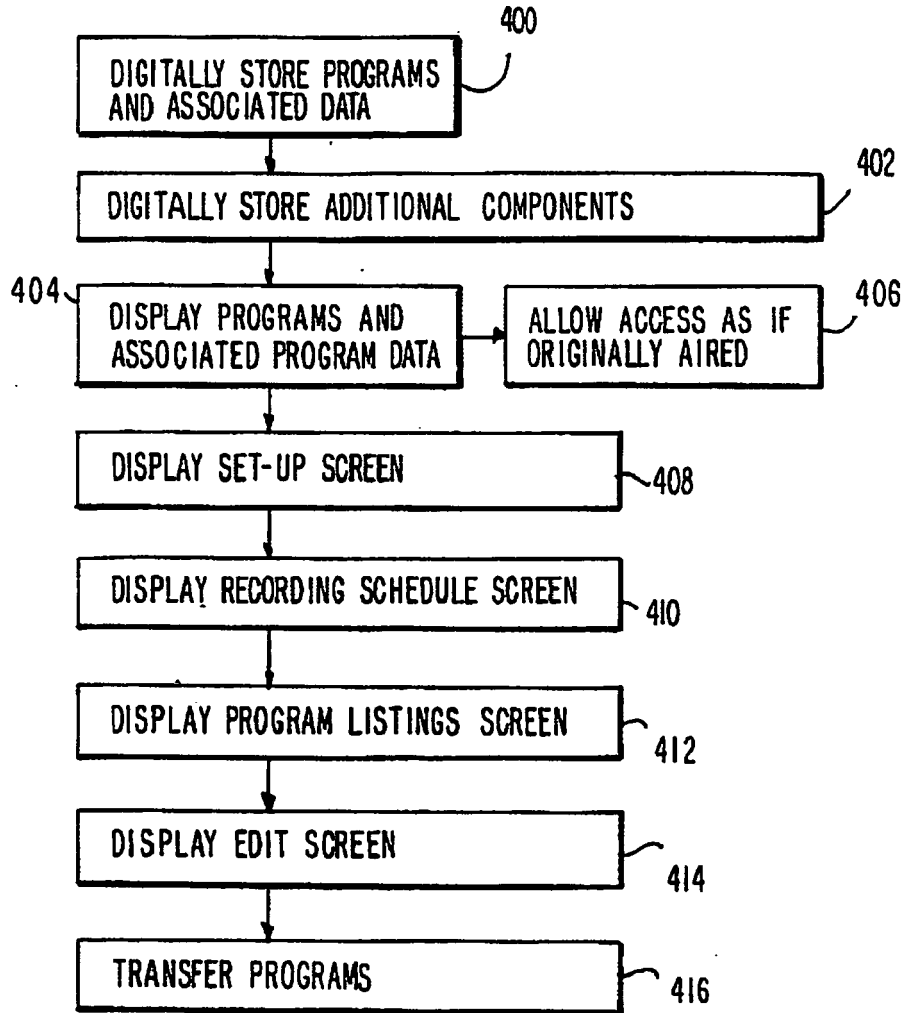 400
DIGITALLY STORE PROGRAMS
AND ASSOCIATED DATA
402
DIGITALLY STORE ADDITIONAL COMPONENTS
404
DISPLAY PROGRAMS AND
ASSOCIATED PROGRAM DATA
406
ALLOW ACCESS AS IF
ORIGINALLY AIRED
DISPLAY SET-UP SCREEN
408
DISPLAY RECORDING SCHEDULE SCREEN
410
DISPLAY PROGRAM LISTINGS SCREEN
412
DISPLAY EDIT SCREEN
414
TRANSFER PROGRAMS
416